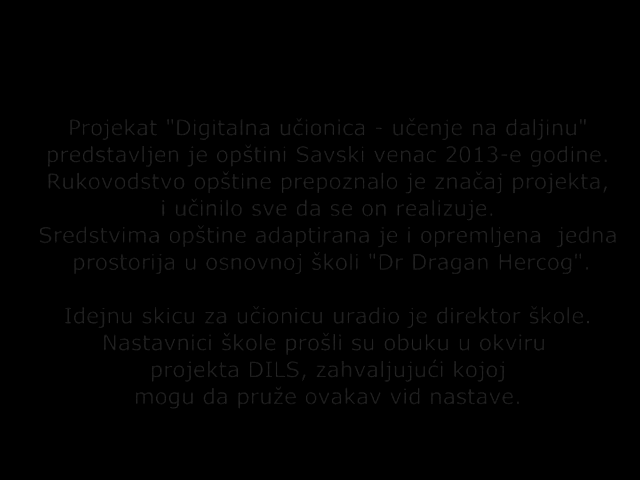 Projekat "Digitalna učionica - učenje na daljinu"
predstavljen je opštini Savski venac 2013-e godine.
Rukovodstvo opštine prepoznalo je značaj projekta,
i učinilo sve da se on realizuje.
Sredstvima opštine adaptirana je i opremljena  jedna
prostorija u osnovnoj školi "Dr Dragan Hercog".
Idejnu skicu za učionicu uradio je direktor škole.
Nastavnici škole prošli su obuku u okviru
projekta DILS, zahvaljujući kojoj
mogu da pruže ovakav vid nastave.